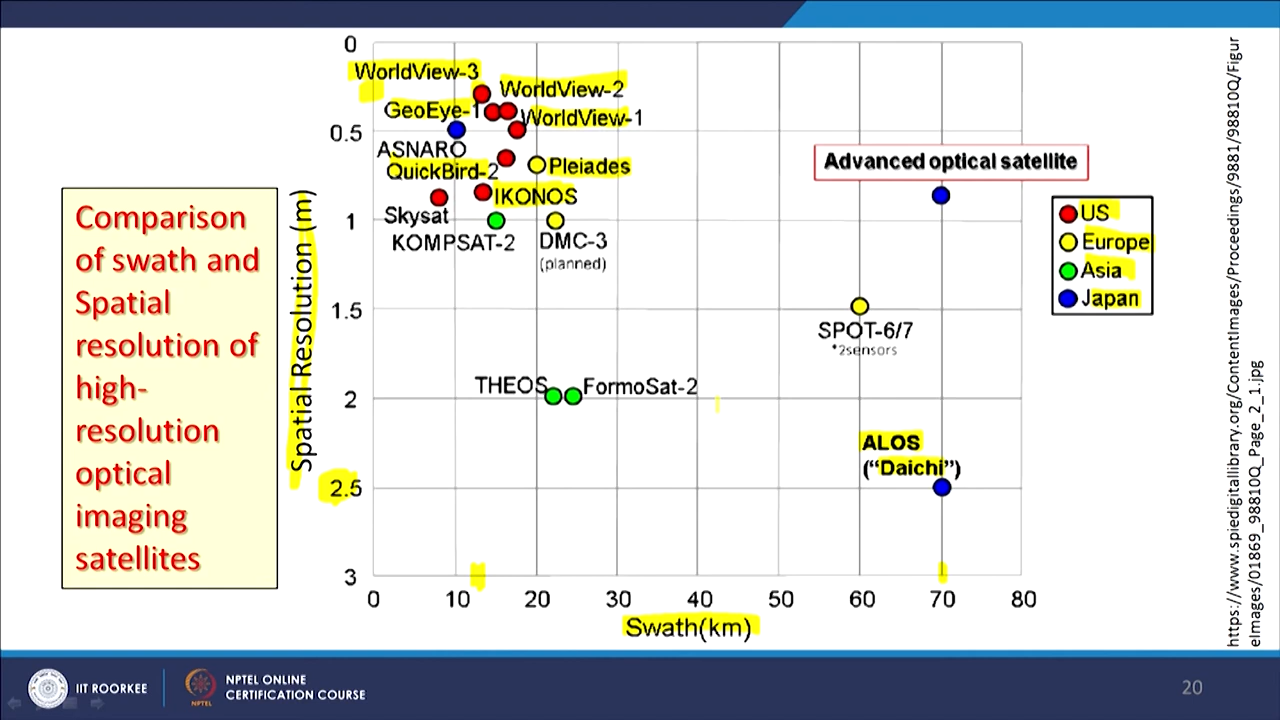 Comparison
of swath and
Spatial
resolution of
high-
resolution
optical
imaging
satellites
Spatial Resolution (m)
0
0.5
1
1.5
2
2.5
3
0
10
20
30
40
50
60
70
80
Swath(km)
WorldView-3
WorldView-2
GeoEye-1
WorldView-1
ASNARO
QuickBird-2
Pleiades
IKONOS
Skysat
KOMPSAT-2
DMC-3
(planned)
Advanced optical satellite
SPOT-6/7
*2sensors
THEOS
FormoSat-2
ALOS
("Daichi")
US
Europe
Asia
Japan
https://www.spiedigitallibrary.org/ContentImages/Proceedings/9881/98810Q/Figur
eImages/01869_98810Q_Page_2_1.jpg
IIT ROORKEE
NPTEL
NPTEL ONLINE
CERTIFICATION COURSE
20